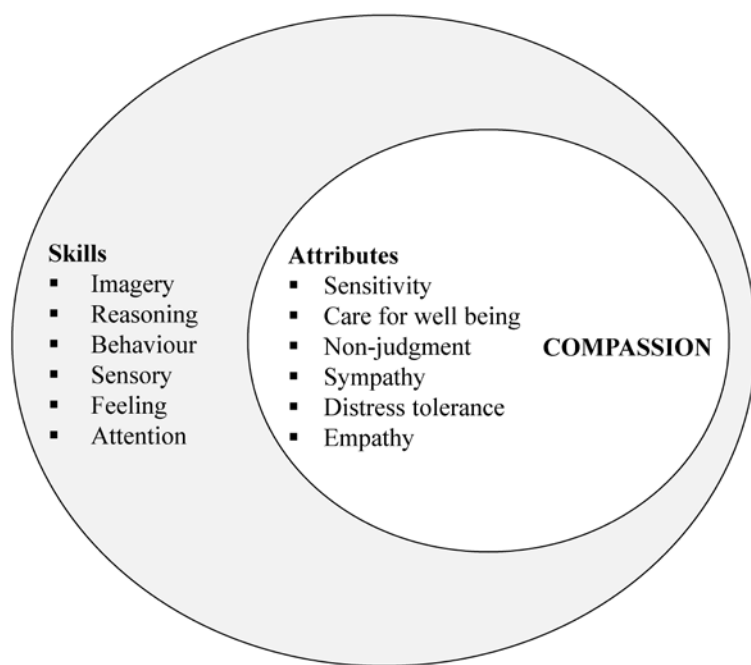 Skills
▪ Imagery
▪ Reasoning
▪ Behaviour
▪ Sensory
▪ Feeling
▪ Attention
Attributes
▪ Sensitivity
▪ Care for well being
▪ Non-judgment
▪ Sympathy
▪ Distress tolerance
▪ Empathy
COMPASSION